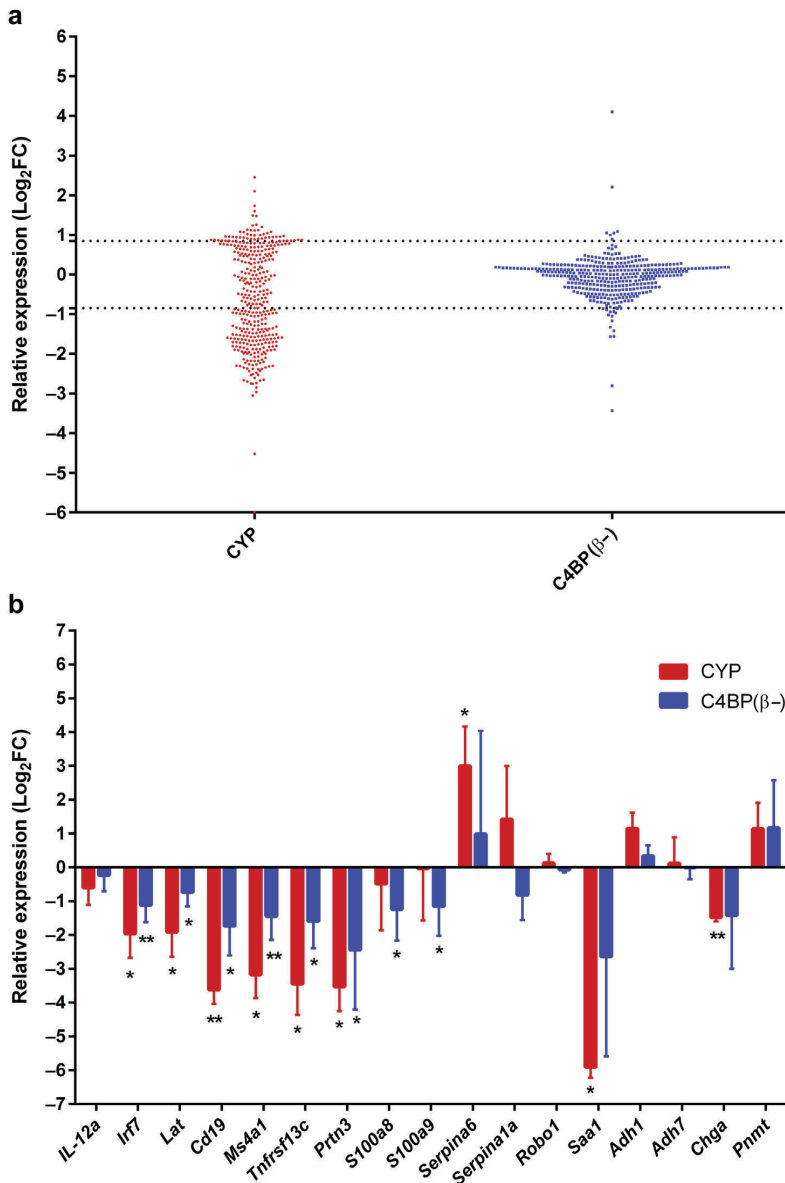 a
Relative expression (Log₂FC)
6
5
4
3
2
1
0
–1
–2
–3
–4
–5
–6
CYP
C4BP(β–)
b
Relative expression (Log₂FC)
7
6
5
4
3
2
1
0
–1
–2
–3
–4
–5
–6
–7
CYP
C4BP(β–)
*
**
*
*
**
*
*
**
*
*
*
*
*
*
*
*
**
IL-12a
Irf7
Lat
Cd19
Ms4a1
Tnfrsf13c
Prtn3
S100a8
S100a9
Serpina6
Serpina1a
Robo1
Saa1
Adh1
Adh7
Chga
Pnmt